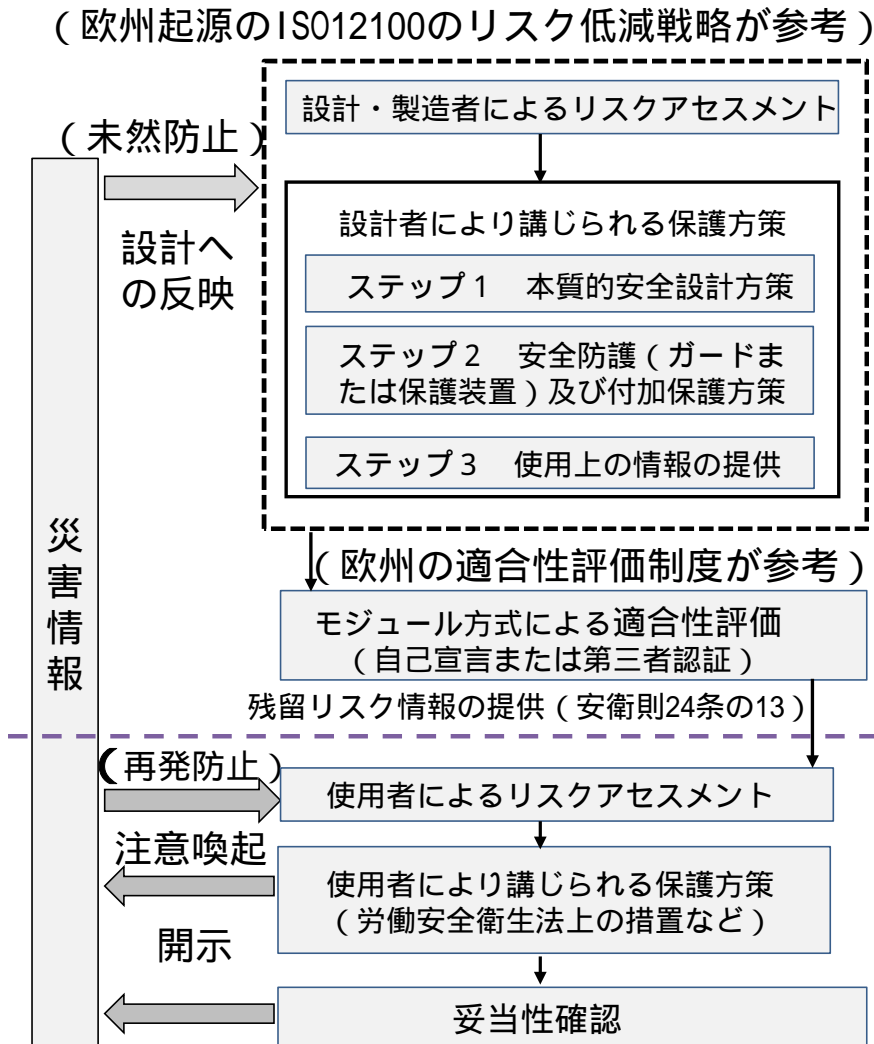 （欧州起源のISO12100のリスク低減戦略が参考）
設計・製造者によるリスクアセスメント
（未然防止）
設計へ
の反映
設計者により講じられる保護方策
ステップ１　本質的安全設計方策
ステップ２　安全防護（ガードま
たは保護装置）及び付加保護方策
ステップ３　使用上の情報の提供
災
害
情
報
（欧州の適合性評価制度が参考）
モジュール方式による適合性評価
（自己宣言または第三者認証）
残留リスク情報の提供（安衛則24条の13）
（再発防止）
使用者によるリスクアセスメント
注意喚起
使用者により講じられる保護方策
（労働安全衛生法上の措置など）
開示
妥当性確認